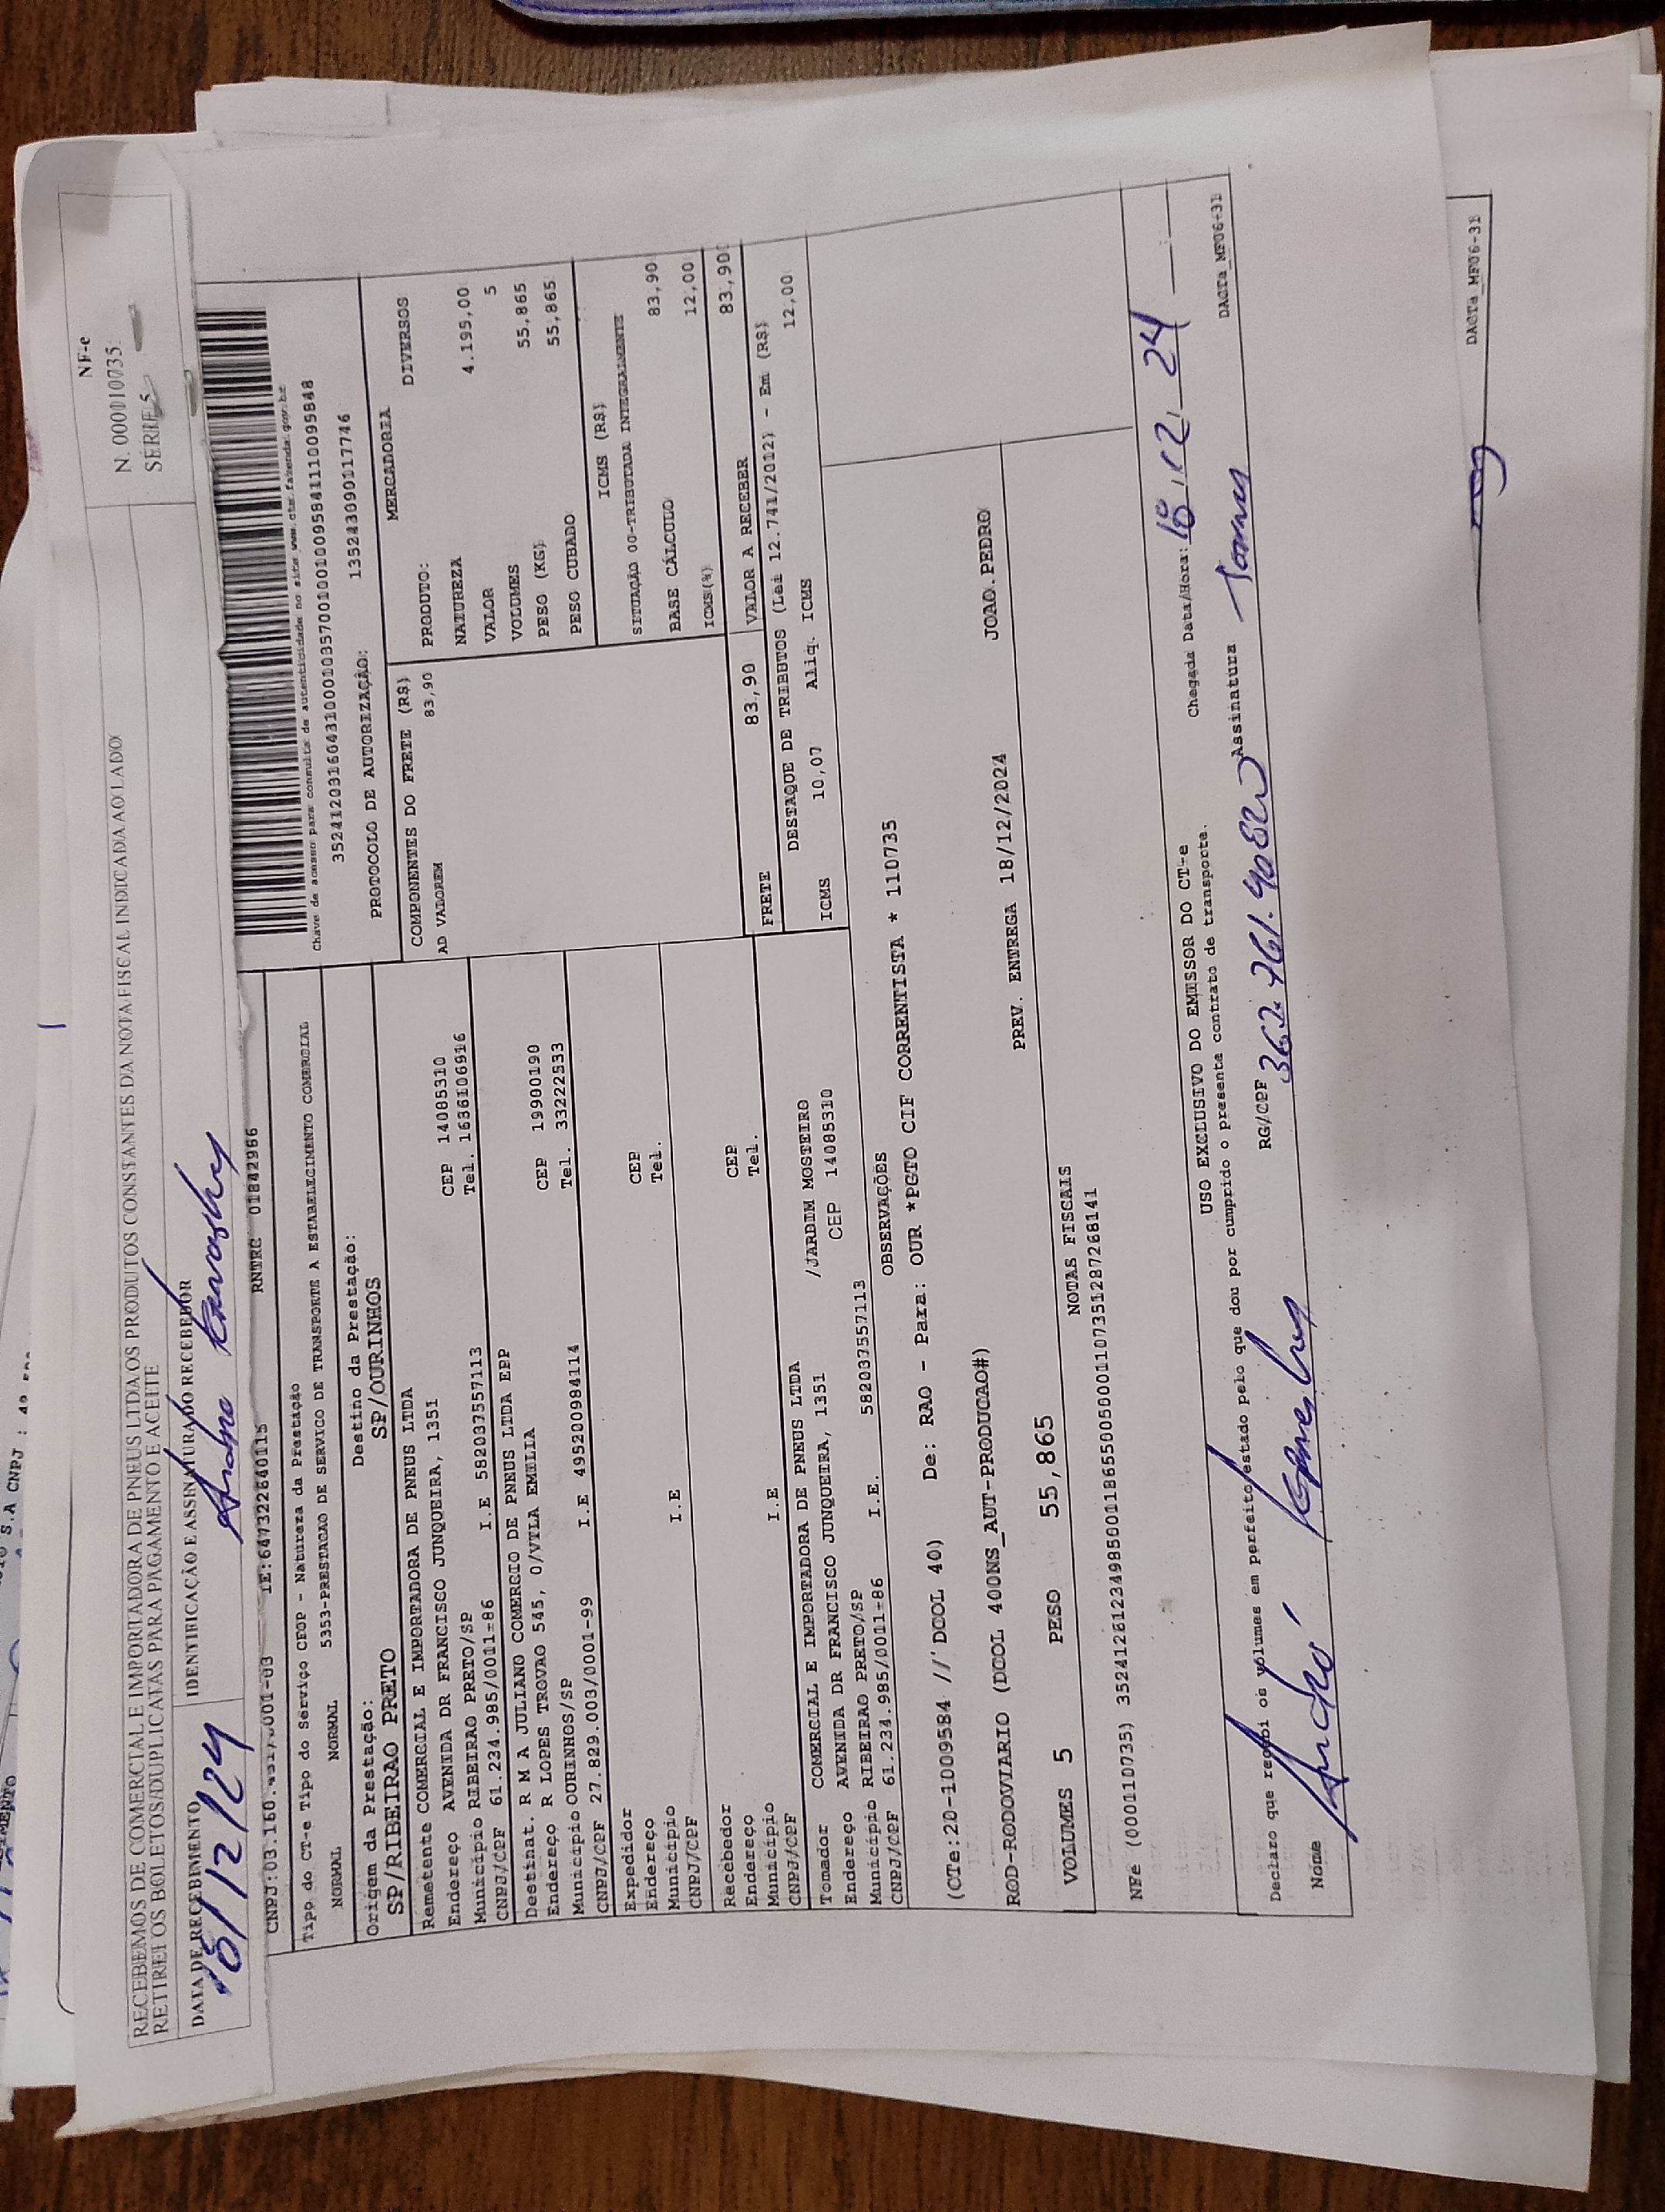 RECEBEMOS DE COMERCIAL E IMPORTADORA DE PNEUS LTDA OS PRODUTOS CONSTANTES DA NOTA FISCAL INDICADA AO LADO
RETIREI OS BOLETOS/DUPLICATAS PARA PAGAMENTO E ACEITE
DATA DE RECEBIMENTO
IDENTIFICAÇÃO E ASSINATURA DO RECEBEDOR
18/12/24
NF-e
N. 000110735
SÉRIE 5
RNTRC 01842966
Chave de acesso para consulta de autenticidade no site www.cte.fazenda.gov.br
PROTOCOLO DE AUTORIZAÇÃO: 135243090117746
Tipo do CT-e Tipo do Serviço CFOP - Natureza da Prestação
NORMAL NORMAL 5353-PRESTACAO DE SERVICO DE TRANSPORTE A ESTABELECIMENTO COMERCIAL
Origem da Prestação: Destino da Prestação:
SP/RIBEIRAO PRETO SP/OURINHOS
Remetente COMERCIAL E IMPORTADORA DE PNEUS LTDA
Endereço AVENIDA DR FRANCISCO JUNQUEIRA, 1351 CEP 14085310
Município RIBEIRAO PRETO/SP Tel. 1636106916
CNPJ/CPF 61.234.985/0011-86 I.E 582037557113
Destinat. R M A JULIANO COMERCIO DE PNEUS LTDA EPP
Endereço R LOPES TROVAO 545, 0/VILA EMILIA CEP 19900190
Município OURINHOS/SP Tel. 33222533
CNPJ/CPF 27.829.003/0001-99 I.E 495200984114
Expedidor
Endereço CEP
Município Tel.
CNPJ/CPF I.E
Recebedor
Endereço CEP
Município Tel.
CNPJ/CPF I.E
Tomador COMERCIAL E IMPORTADORA DE PNEUS LTDA
Endereço AVENIDA DR FRANCISCO JUNQUEIRA, 1351 /JARDIM MOSTEIRO
Município RIBEIRAO PRETO/SP CEP 14085310
CNPJ/CPF 61.234.985/0011-86 I.E. 582037557113
COMPONENTES DO FRETE (R$)
AD VALOREM 83,90
MERCADORIA
PRODUTO: DIVERSOS
NATUREZA
VALOR 4.199,00
VOLUMES 5
PESO (KG) 55,865
PESO CUBADO 55,865
ICMS (R$)
SITUAÇÃO 00-TRIBUTADA INTEGRALMENTE
BASE CÁLCULO 83,90
ICMS(%) 12,00
FRETE 83,90 VALOR A RECEBER 83,90
DESTAQUE DE TRIBUTOS (Lei 12.741/2012) - Em (R$)
ICMS 10,07 Aliq. ICMS 12,00
OBSERVAÇÕES
(CTe:20-1009584 // DCOL 40) De: RAO - Para: OUR *PGTO CIF CORRENTISTA * 110735
ROD-RODOVIARIO (DCOL 400NS_AUT-PRODUCAO#) PREV. ENTREGA 18/12/2024 JOAO.PEDRO
VOLUMES 5 PESO 55,865
NOTAS FISCAIS
USO EXCLUSIVO DO EMISSOR DO CT-e Chegada Data/Hora: 18/12/24
Declaro que recebi os volumes em perfeito estado pelo que dou por cumprido o presente contrato de transporte.
Nome André RG/CPF Assinatura
DACTe_MF06-31
DACTe_MF06-31